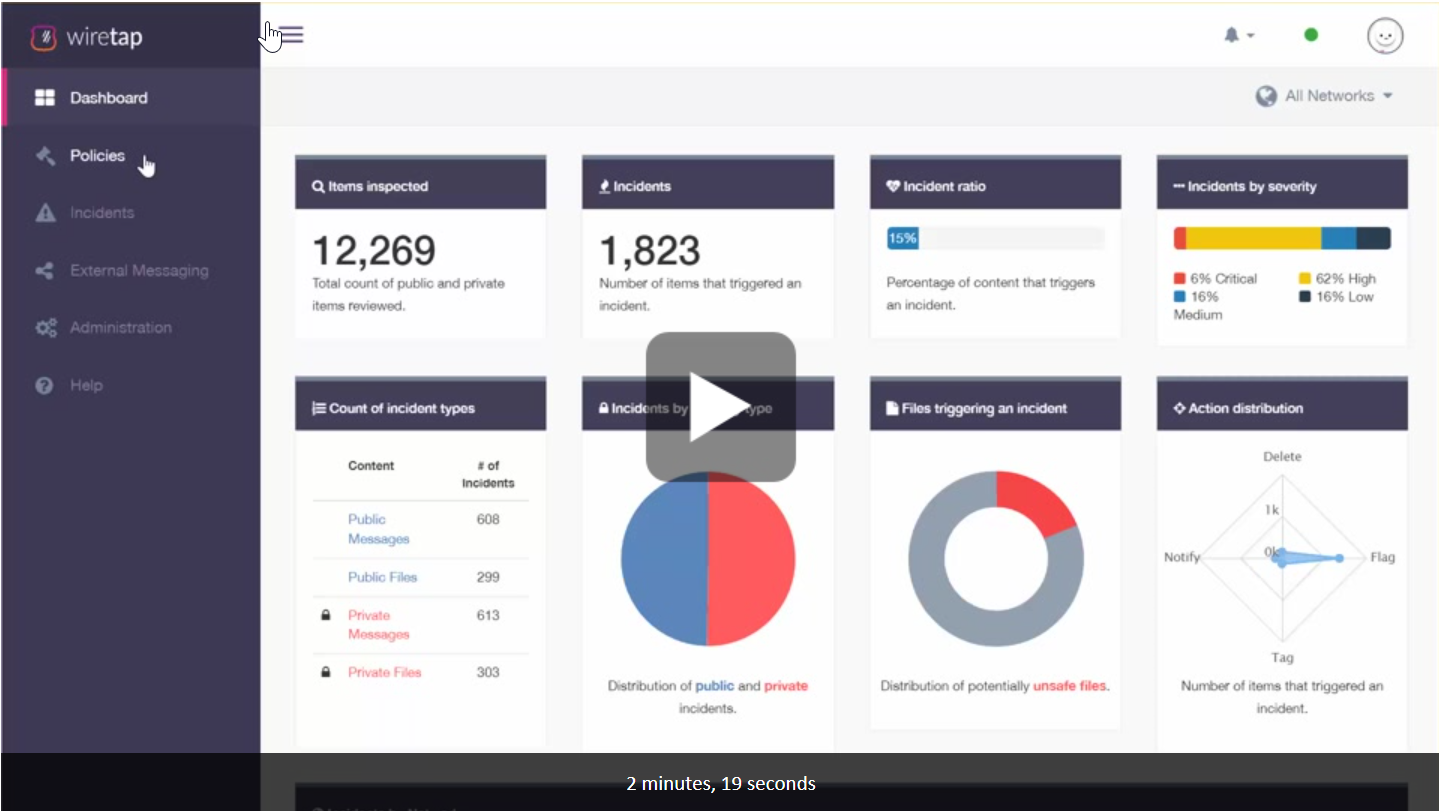 wiretap
All Networks
Dashboard
Policies
Incidents
External Messaging
Administration
Help
Items inspected
12,269
Total count of public and private
items reviewed.
Incidents
1,823
Number of items that triggered an
incident.
Incident ratio
15%
Percentage of content that triggers
an incident.
Incidents by severity
6% Critical
62% High
16%
Medium
16% Low
Count of incident types
Content
# of
Incidents
Public
Messages
608
Public Files
299
Private
Messages
613
Private Files
303
Incidents by type
Distribution of public and private
incidents.
Files triggering an incident
Distribution of potentially unsafe files.
Action distribution
Delete
1k
0k
Notify
Flag
Tag
Number of items that triggered an
incident.
2 minutes, 19 seconds